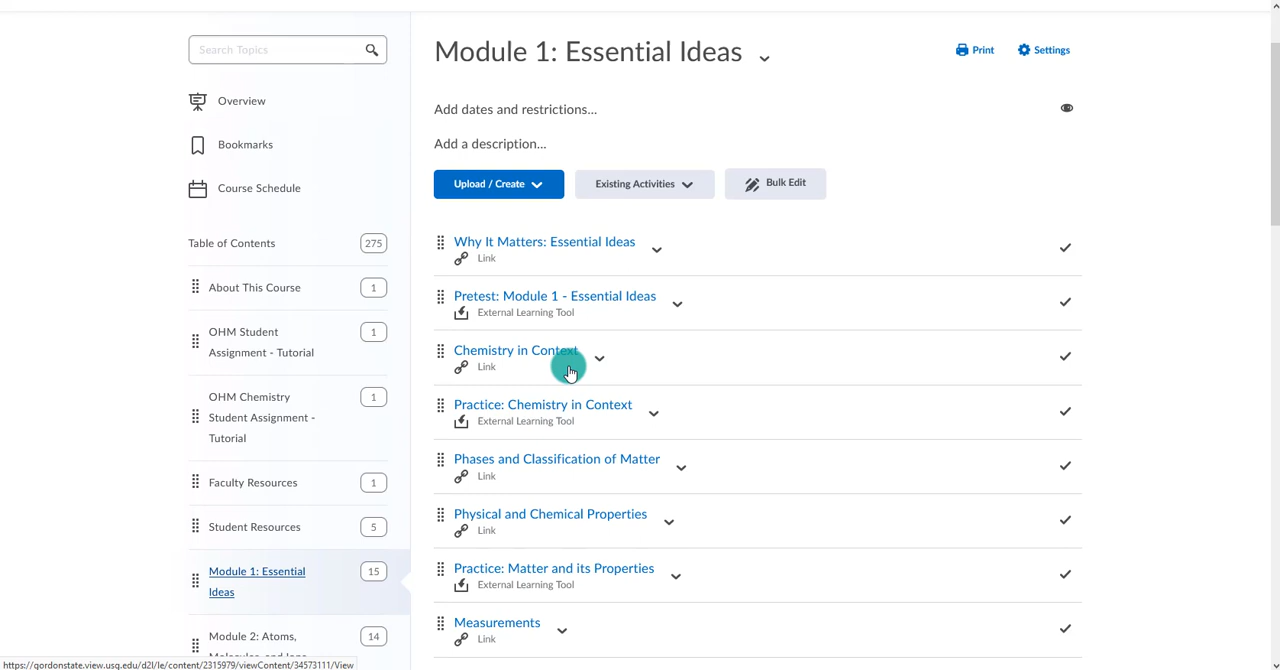 Search Topics
Overview
Bookmarks
Course Schedule
Table of Contents 275
About This Course 1
OHM Student 1
Assignment - Tutorial
OHM Chemistry 1
Student Assignment -
Tutorial
Faculty Resources 1
Student Resources 5
Module 1: Essential 15
Ideas
Module 2: Atoms, 14
Molecules, and Ions
https://gordonstate.view.usg.edu/d2l/le/content/2315979/viewContent/34573111/View
Module 1: Essential Ideas
Print
Settings
Add dates and restrictions...
Add a description...
Upload / Create
Existing Activities
Bulk Edit
Why It Matters: Essential Ideas
Link
Pretest: Module 1 - Essential Ideas
External Learning Tool
Chemistry in Context
Link
Practice: Chemistry in Context
External Learning Tool
Phases and Classification of Matter
Link
Physical and Chemical Properties
Link
Practice: Matter and its Properties
External Learning Tool
Measurements
Link